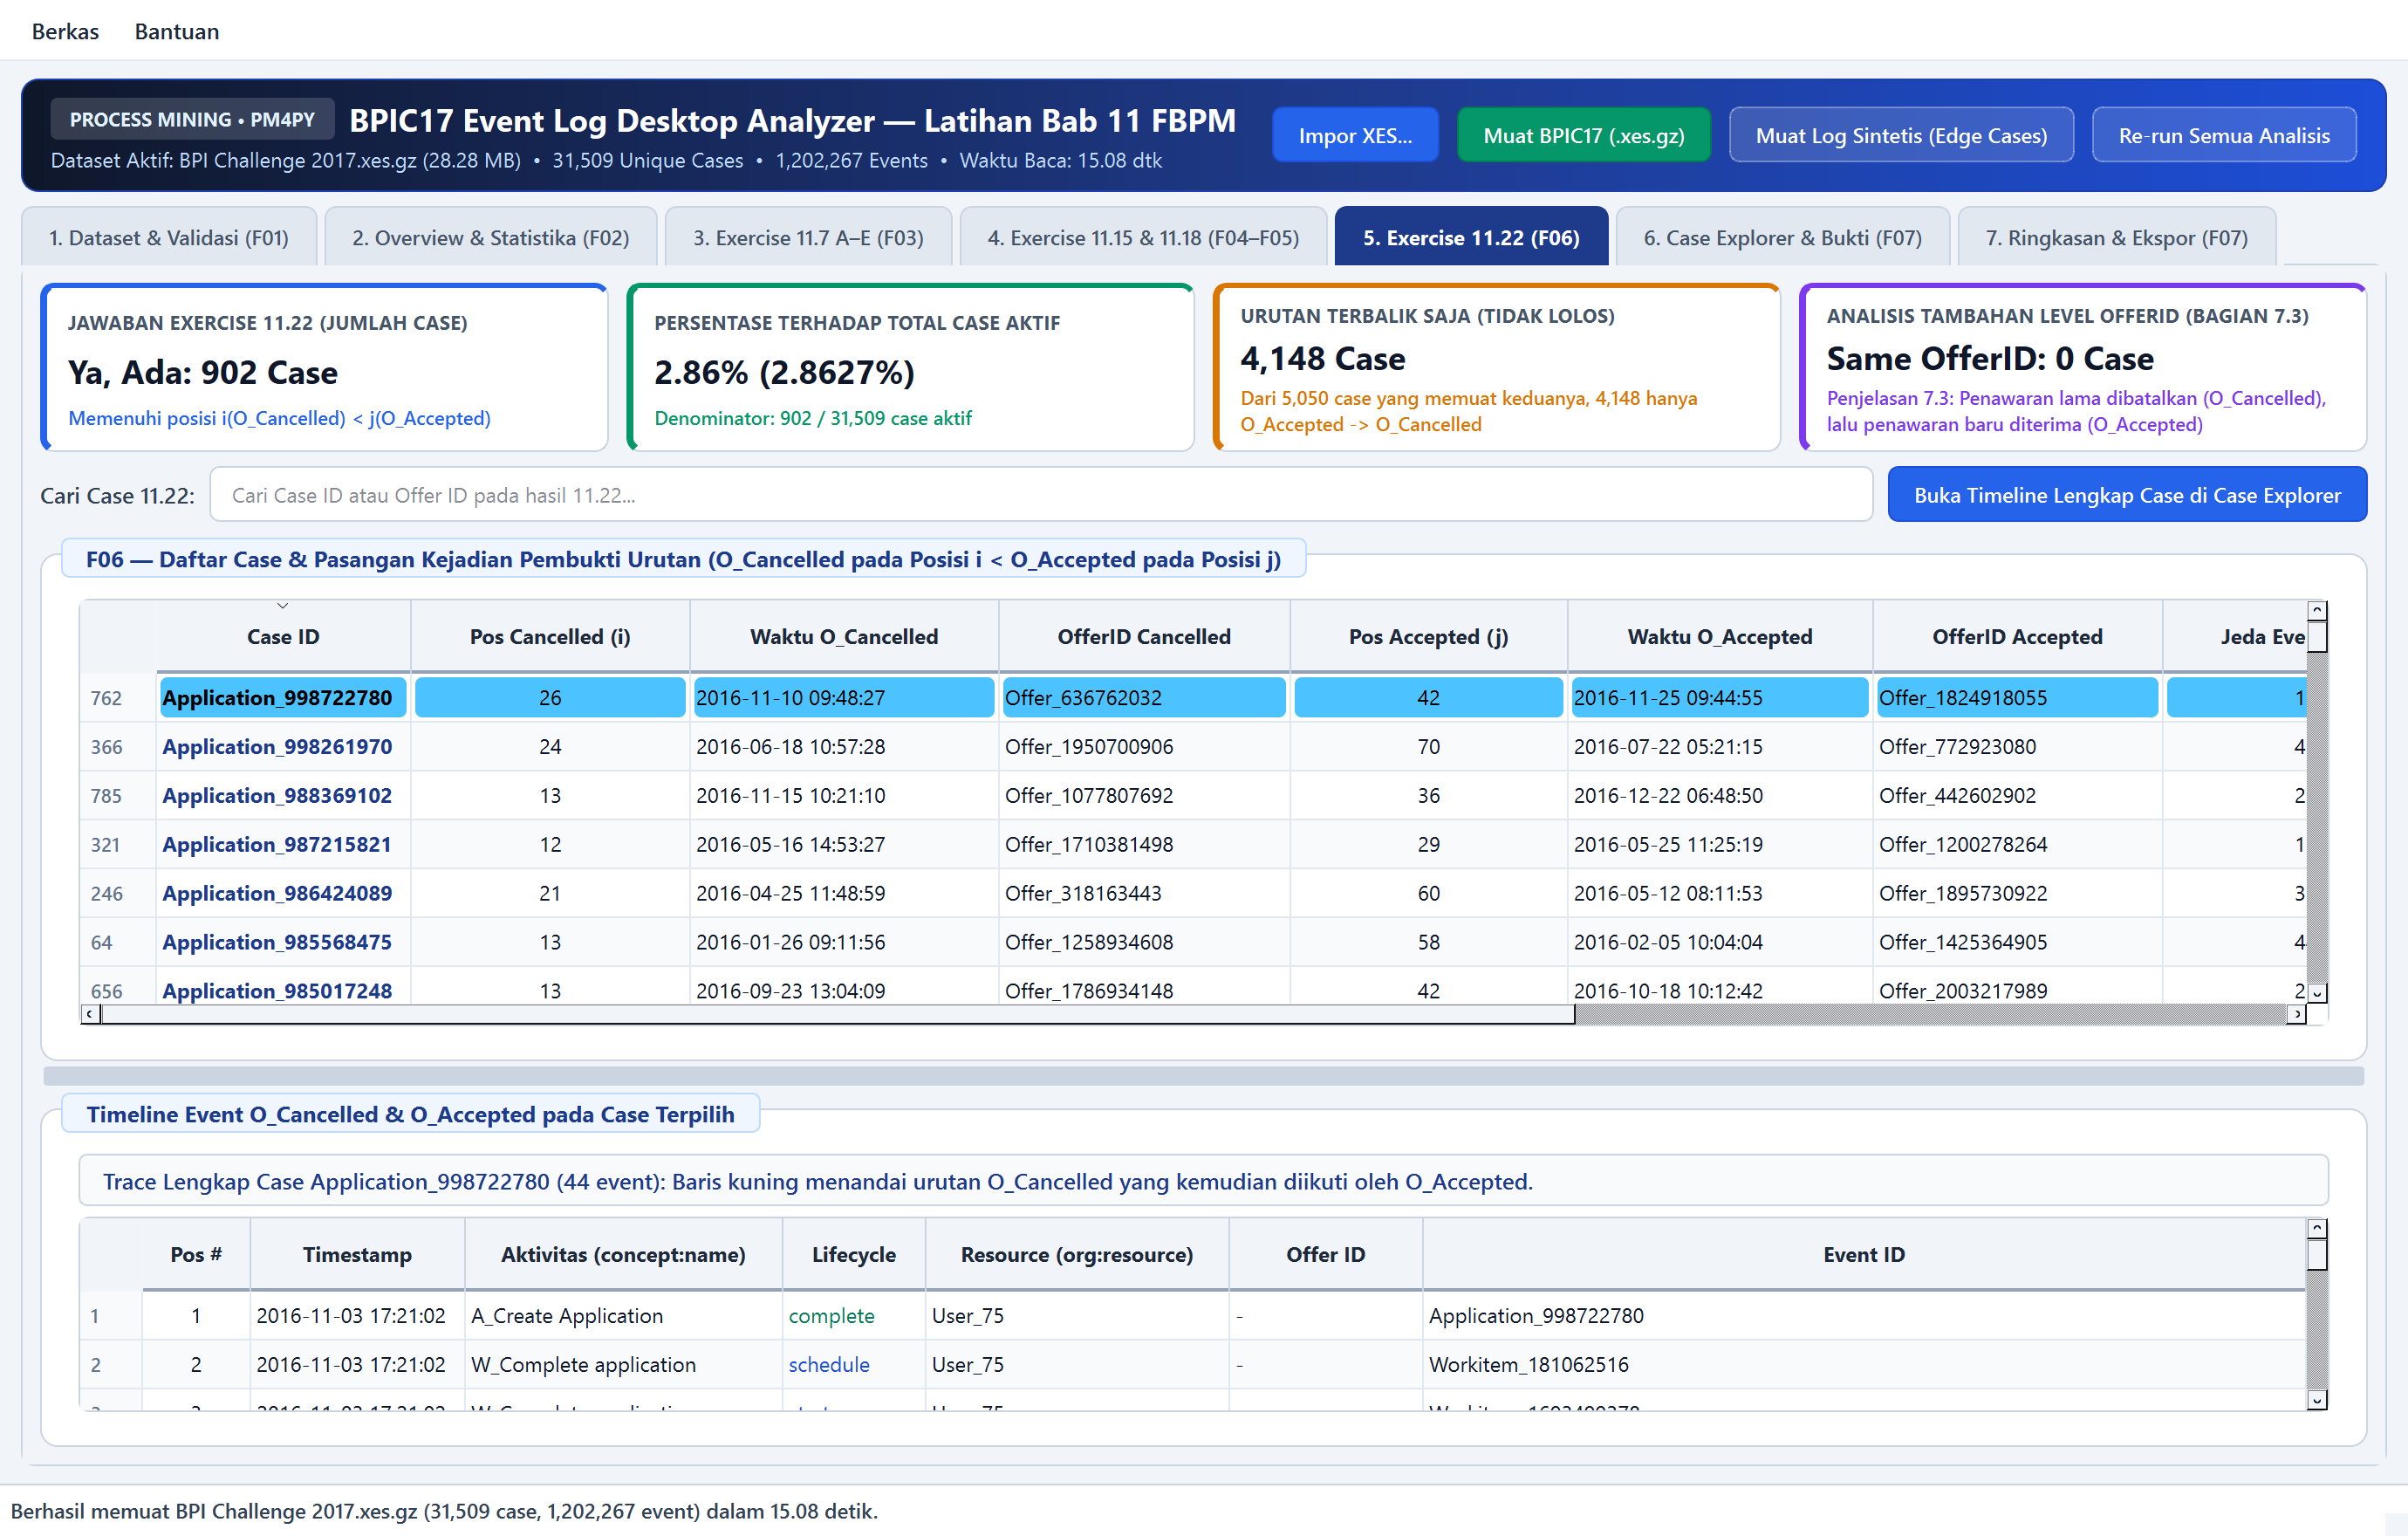 Berkas Bantuan
PROCESS MINING • PM4PY BPIC17 Event Log Desktop Analyzer — Latihan Bab 11 FBPM
Dataset Aktif: BPI Challenge 2017.xes.gz (28.28 MB) • 31,509 Unique Cases • 1,202,267 Events • Waktu Baca: 15.08 dtk
Impor XES... Muat BPIC17 (.xes.gz) Muat Log Sintetis (Edge Cases) Re-run Semua Analisis
1. Dataset & Validasi (F01) 2. Overview & Statistika (F02) 3. Exercise 11.7 A–E (F03) 4. Exercise 11.15 & 11.18 (F04–F05) 5. Exercise 11.22 (F06) 6. Case Explorer & Bukti (F07) 7. Ringkasan & Ekspor (F07)
JAWABAN EXERCISE 11.22 (JUMLAH CASE)
Ya, Ada: 902 Case
Memenuhi posisi i(O_Cancelled) < j(O_Accepted)
PERSENTASE TERHADAP TOTAL CASE AKTIF
2.86% (2.8627%)
Denominator: 902 / 31,509 case aktif
URUTAN TERBALIK SAJA (TIDAK LOLOS)
4,148 Case
Dari 5,050 case yang memuat keduanya, 4,148 hanya
O_Accepted -> O_Cancelled
ANALISIS TAMBAHAN LEVEL OFFERID (BAGIAN 7.3)
Same OfferID: 0 Case
Penjelasan 7.3: Penawaran lama dibatalkan (O_Cancelled),
lalu penawaran baru diterima (O_Accepted)
Cari Case 11.22: Cari Case ID atau Offer ID pada hasil 11.22... Buka Timeline Lengkap Case di Case Explorer
F06 — Daftar Case & Pasangan Kejadian Pembukti Urutan (O_Cancelled pada Posisi i < O_Accepted pada Posisi j)
Case ID Pos Cancelled (i) Waktu O_Cancelled OfferID Cancelled Pos Accepted (j) Waktu O_Accepted OfferID Accepted Jeda Eve
762 Application_998722780 26 2016-11-10 09:48:27 Offer_636762032 42 2016-11-25 09:44:55 Offer_1824918055 1
366 Application_998261970 24 2016-06-18 10:57:28 Offer_1950700906 70 2016-07-22 05:21:15 Offer_772923080 4
785 Application_988369102 13 2016-11-15 10:21:10 Offer_1077807692 36 2016-12-22 06:48:50 Offer_442602902 2
321 Application_987215821 12 2016-05-16 14:53:27 Offer_1710381498 29 2016-05-25 11:25:19 Offer_1200278264 1
246 Application_986424089 21 2016-04-25 11:48:59 Offer_318163443 60 2016-05-12 08:11:53 Offer_1895730922 3
64 Application_985568475 13 2016-01-26 09:11:56 Offer_1258934608 58 2016-02-05 10:04:04 Offer_1425364905 4
656 Application_985017248 13 2016-09-23 13:04:09 Offer_1786934148 42 2016-10-18 10:12:42 Offer_2003217989 2
Timeline Event O_Cancelled & O_Accepted pada Case Terpilih
Trace Lengkap Case Application_998722780 (44 event): Baris kuning menandai urutan O_Cancelled yang kemudian diikuti oleh O_Accepted.
Pos # Timestamp Aktivitas (concept:name) Lifecycle Resource (org:resource) Offer ID Event ID
1 1 2016-11-03 17:21:02 A_Create Application complete User_75 - Application_998722780
2 2 2016-11-03 17:21:02 W_Complete application schedule User_75 - Workitem_181062516
Berhasil memuat BPI Challenge 2017.xes.gz (31,509 case, 1,202,267 event) dalam 15.08 detik.